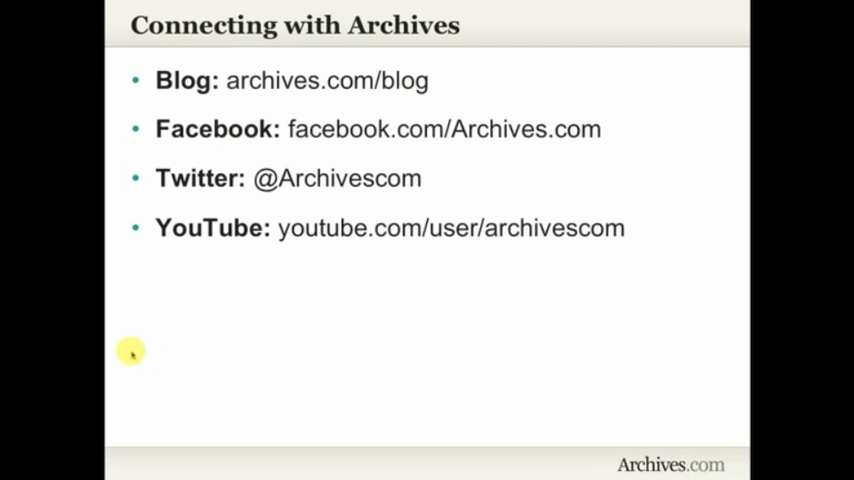 Connecting with Archives
• Blog: archives.com/blog
• Facebook: facebook.com/Archives.com
• Twitter: @Archivescom
• YouTube: youtube.com/user/archivescom
Archives.com